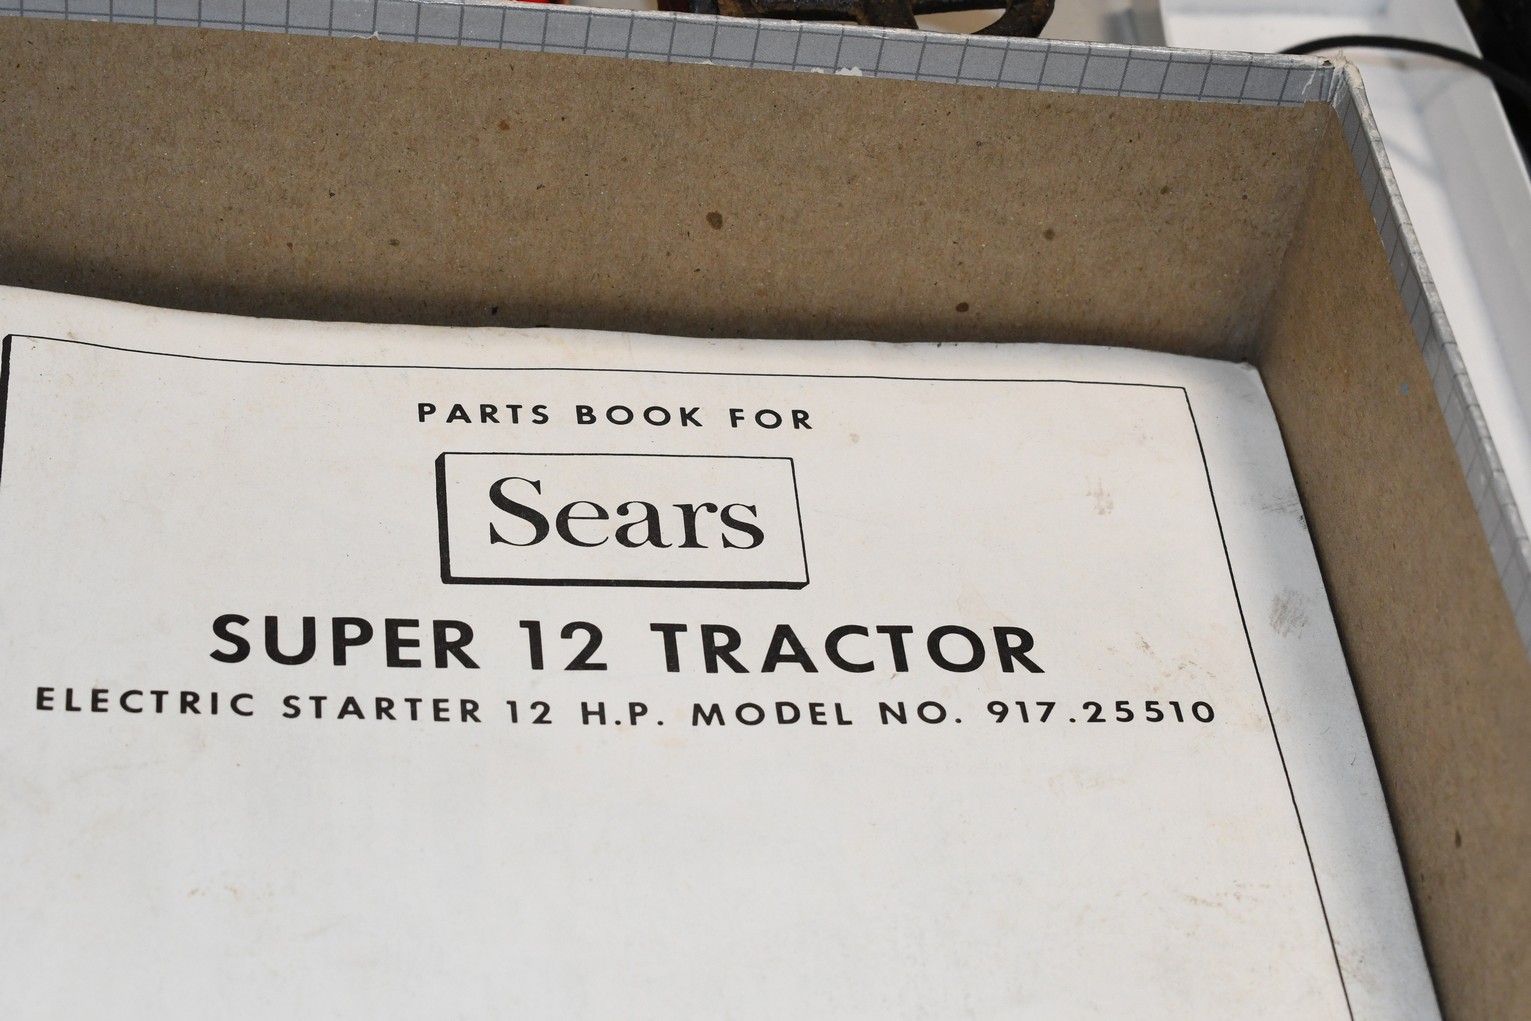 PARTS BOOK FOR
Sears
SUPER 12 TRACTOR
ELECTRIC STARTER 12 H.P. MODEL NO. 917.25510